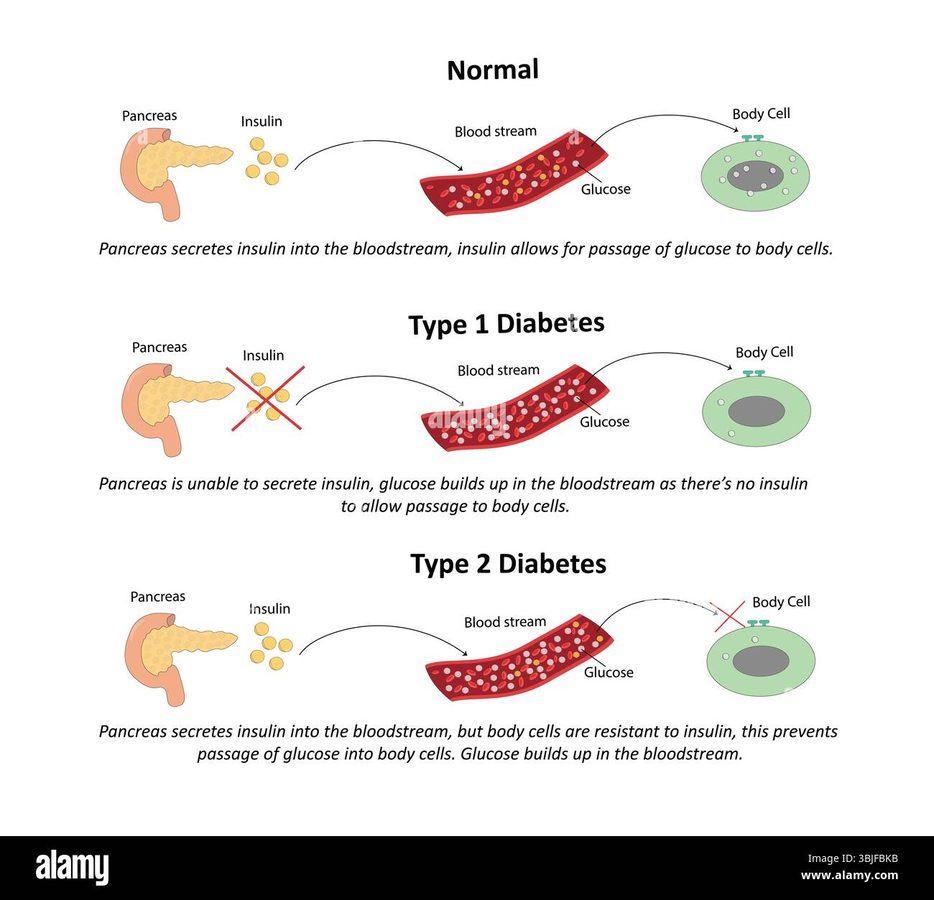 Normal
Pancreas
Insulin
Blood stream
Body Cell
Glucose
Pancreas secretes insulin into the bloodstream, insulin allows for passage of glucose to body cells.
Type 1 Diabetes
Pancreas
Insulin
Blood stream
Body Cell
Glucose
Pancreas is unable to secrete insulin, glucose builds up in the bloodstream as there's no insulin
to allow passage to body cells.
Type 2 Diabetes
Pancreas
Insulin
Blood stream
Body Cell
Glucose
Pancreas secretes insulin into the bloodstream, but body cells are resistant to insulin, this prevents
passage of glucose into body cells. Glucose builds up in the bloodstream.
a
a
alamy
a
alamy
Image ID: 3BJFBKB
www.alamy.com